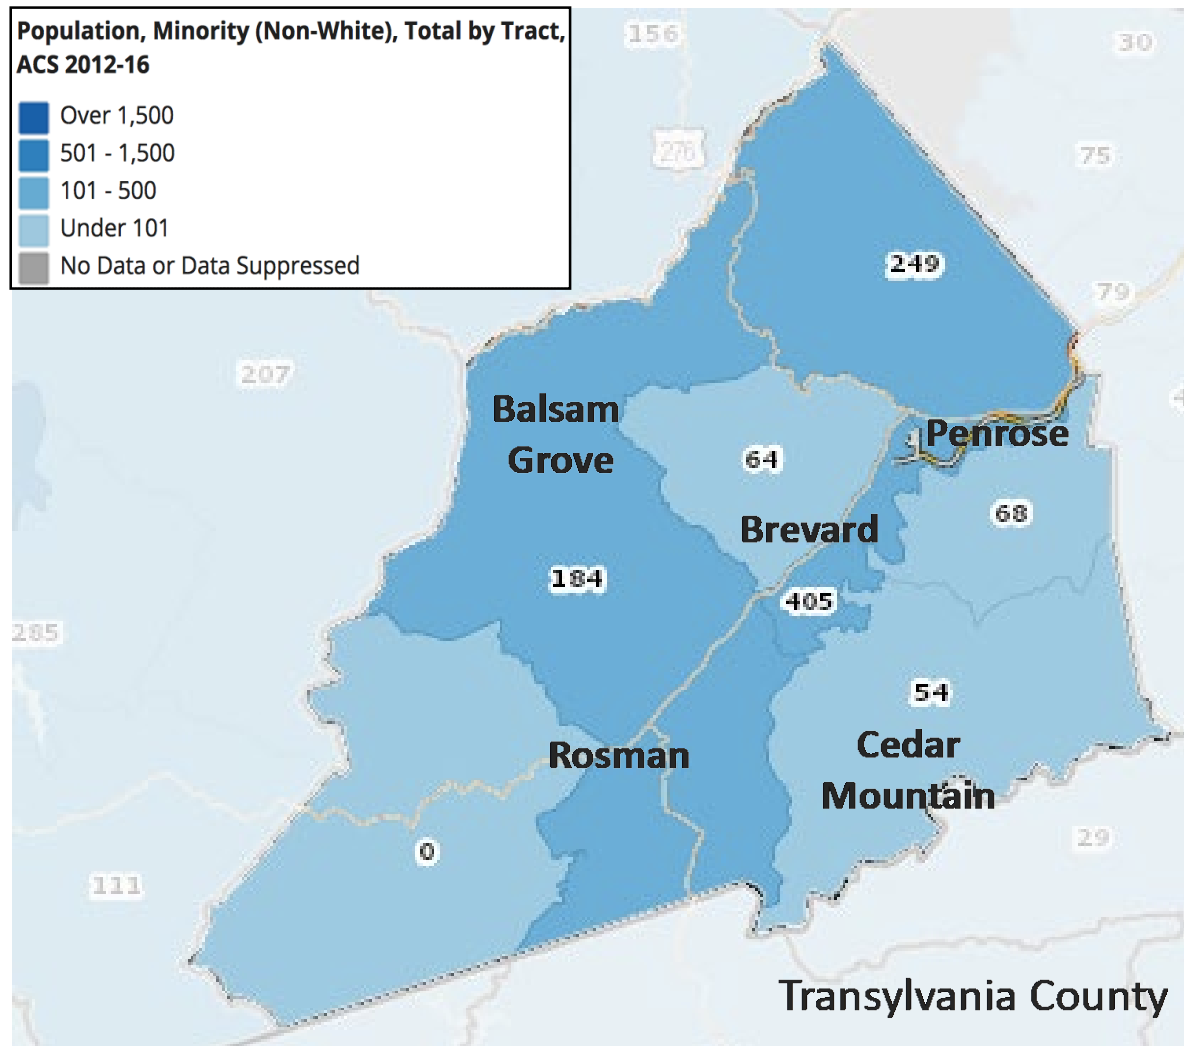 Population, Minority (Non-White), Total by Tract,
ACS 2012-16
Over 1,500
501 - 1,500
101 - 500
Under 101
No Data or Data Suppressed
156
30
276
75
249
79
207
Balsam
Grove
Penrose
64
68
Brevard
184
405
285
54
Cedar
Rosman
Mountain
0
29
111
Transylvania County